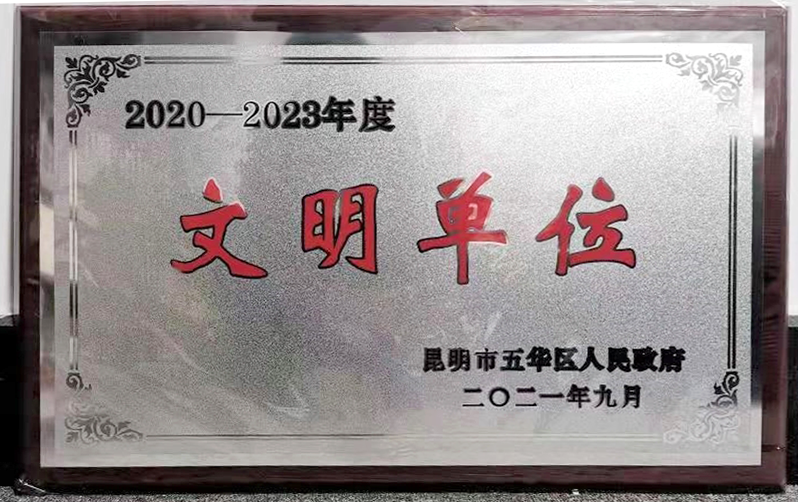 2020—2023年度
文明单位
昆明市五华区人民政府
二〇二一年九月